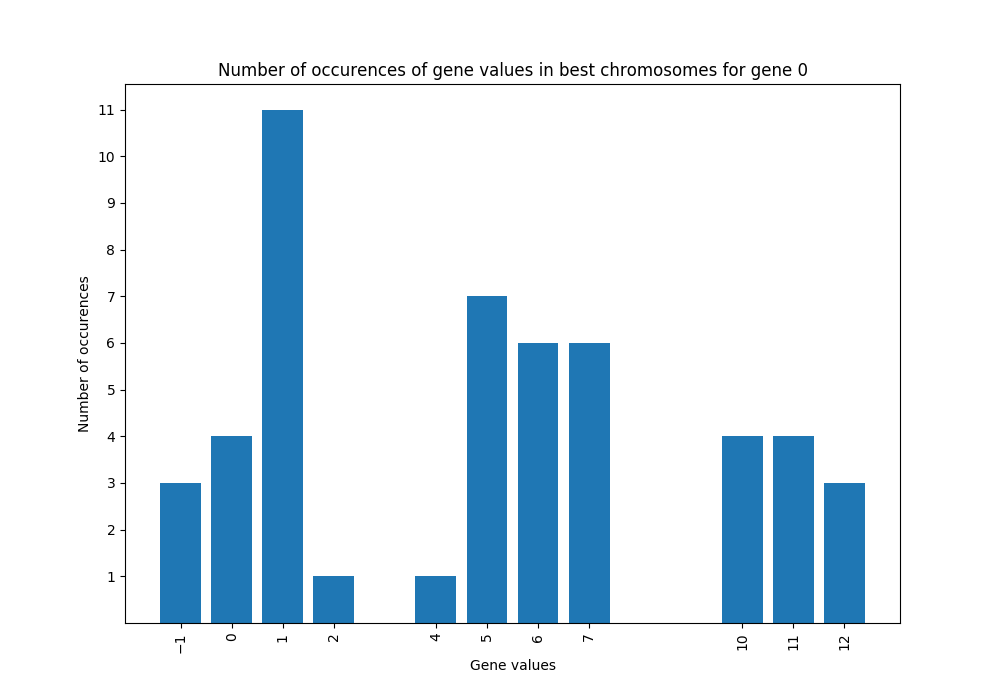 Number of occurences of gene values in best chromosomes for gene 0
11
10
9
8
7
6
5
4
3
2
1
Number of occurences
−1 0 1 2 4 5 6 7 10 11 12
Gene values